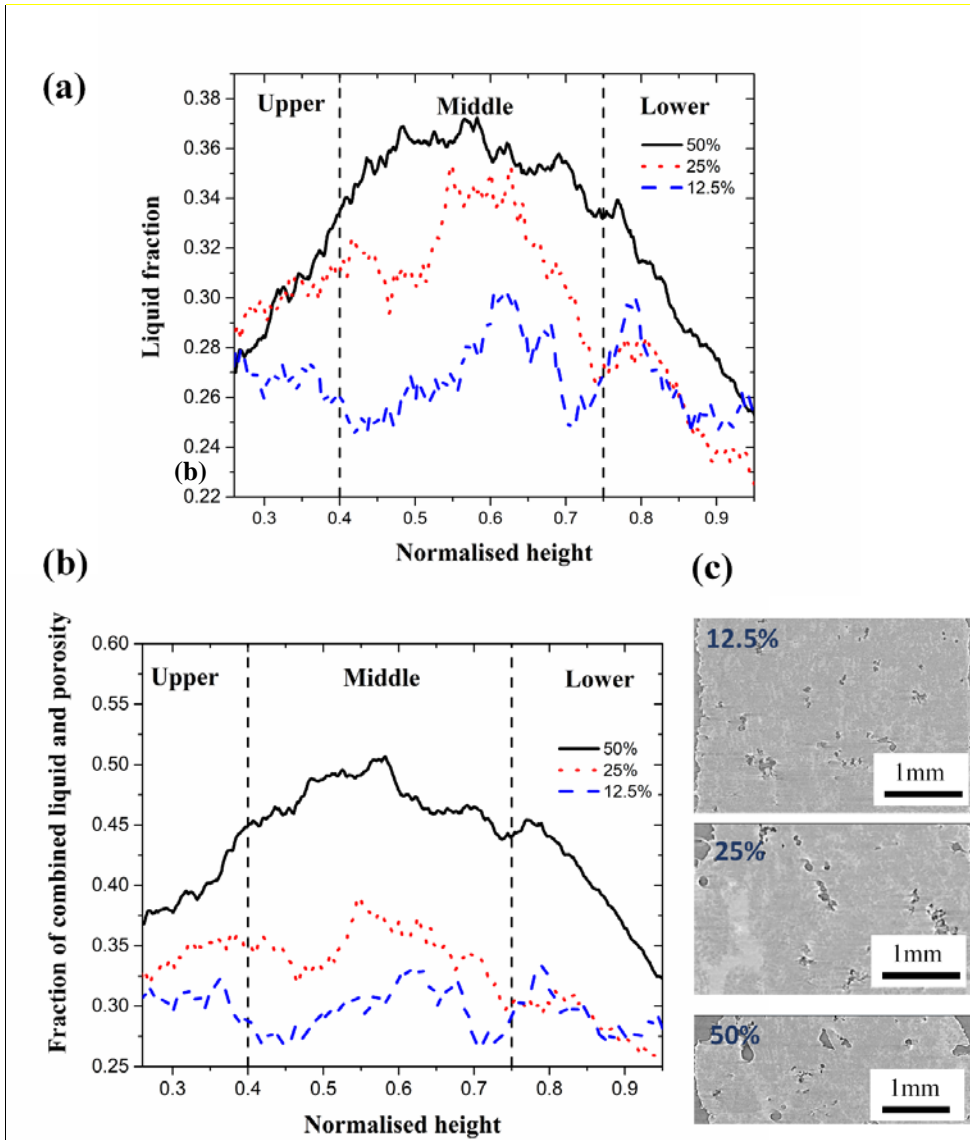 (a)
Upper Middle Lower
50%
25%
12.5%
0.38
0.36
0.34
0.32
0.30
0.28
0.26
0.24
0.22
Liquid fraction
(b)
0.3 0.4 0.5 0.6 0.7 0.8 0.9
Normalised height
(b)
Upper Middle Lower
50%
25%
12.5%
0.60
0.55
0.50
0.45
0.40
0.35
0.30
0.25
Fraction of combined liquid and porosity
0.3 0.4 0.5 0.6 0.7 0.8 0.9
Normalised height
(c)
12.5%
1mm
25%
1mm
50%
1mm